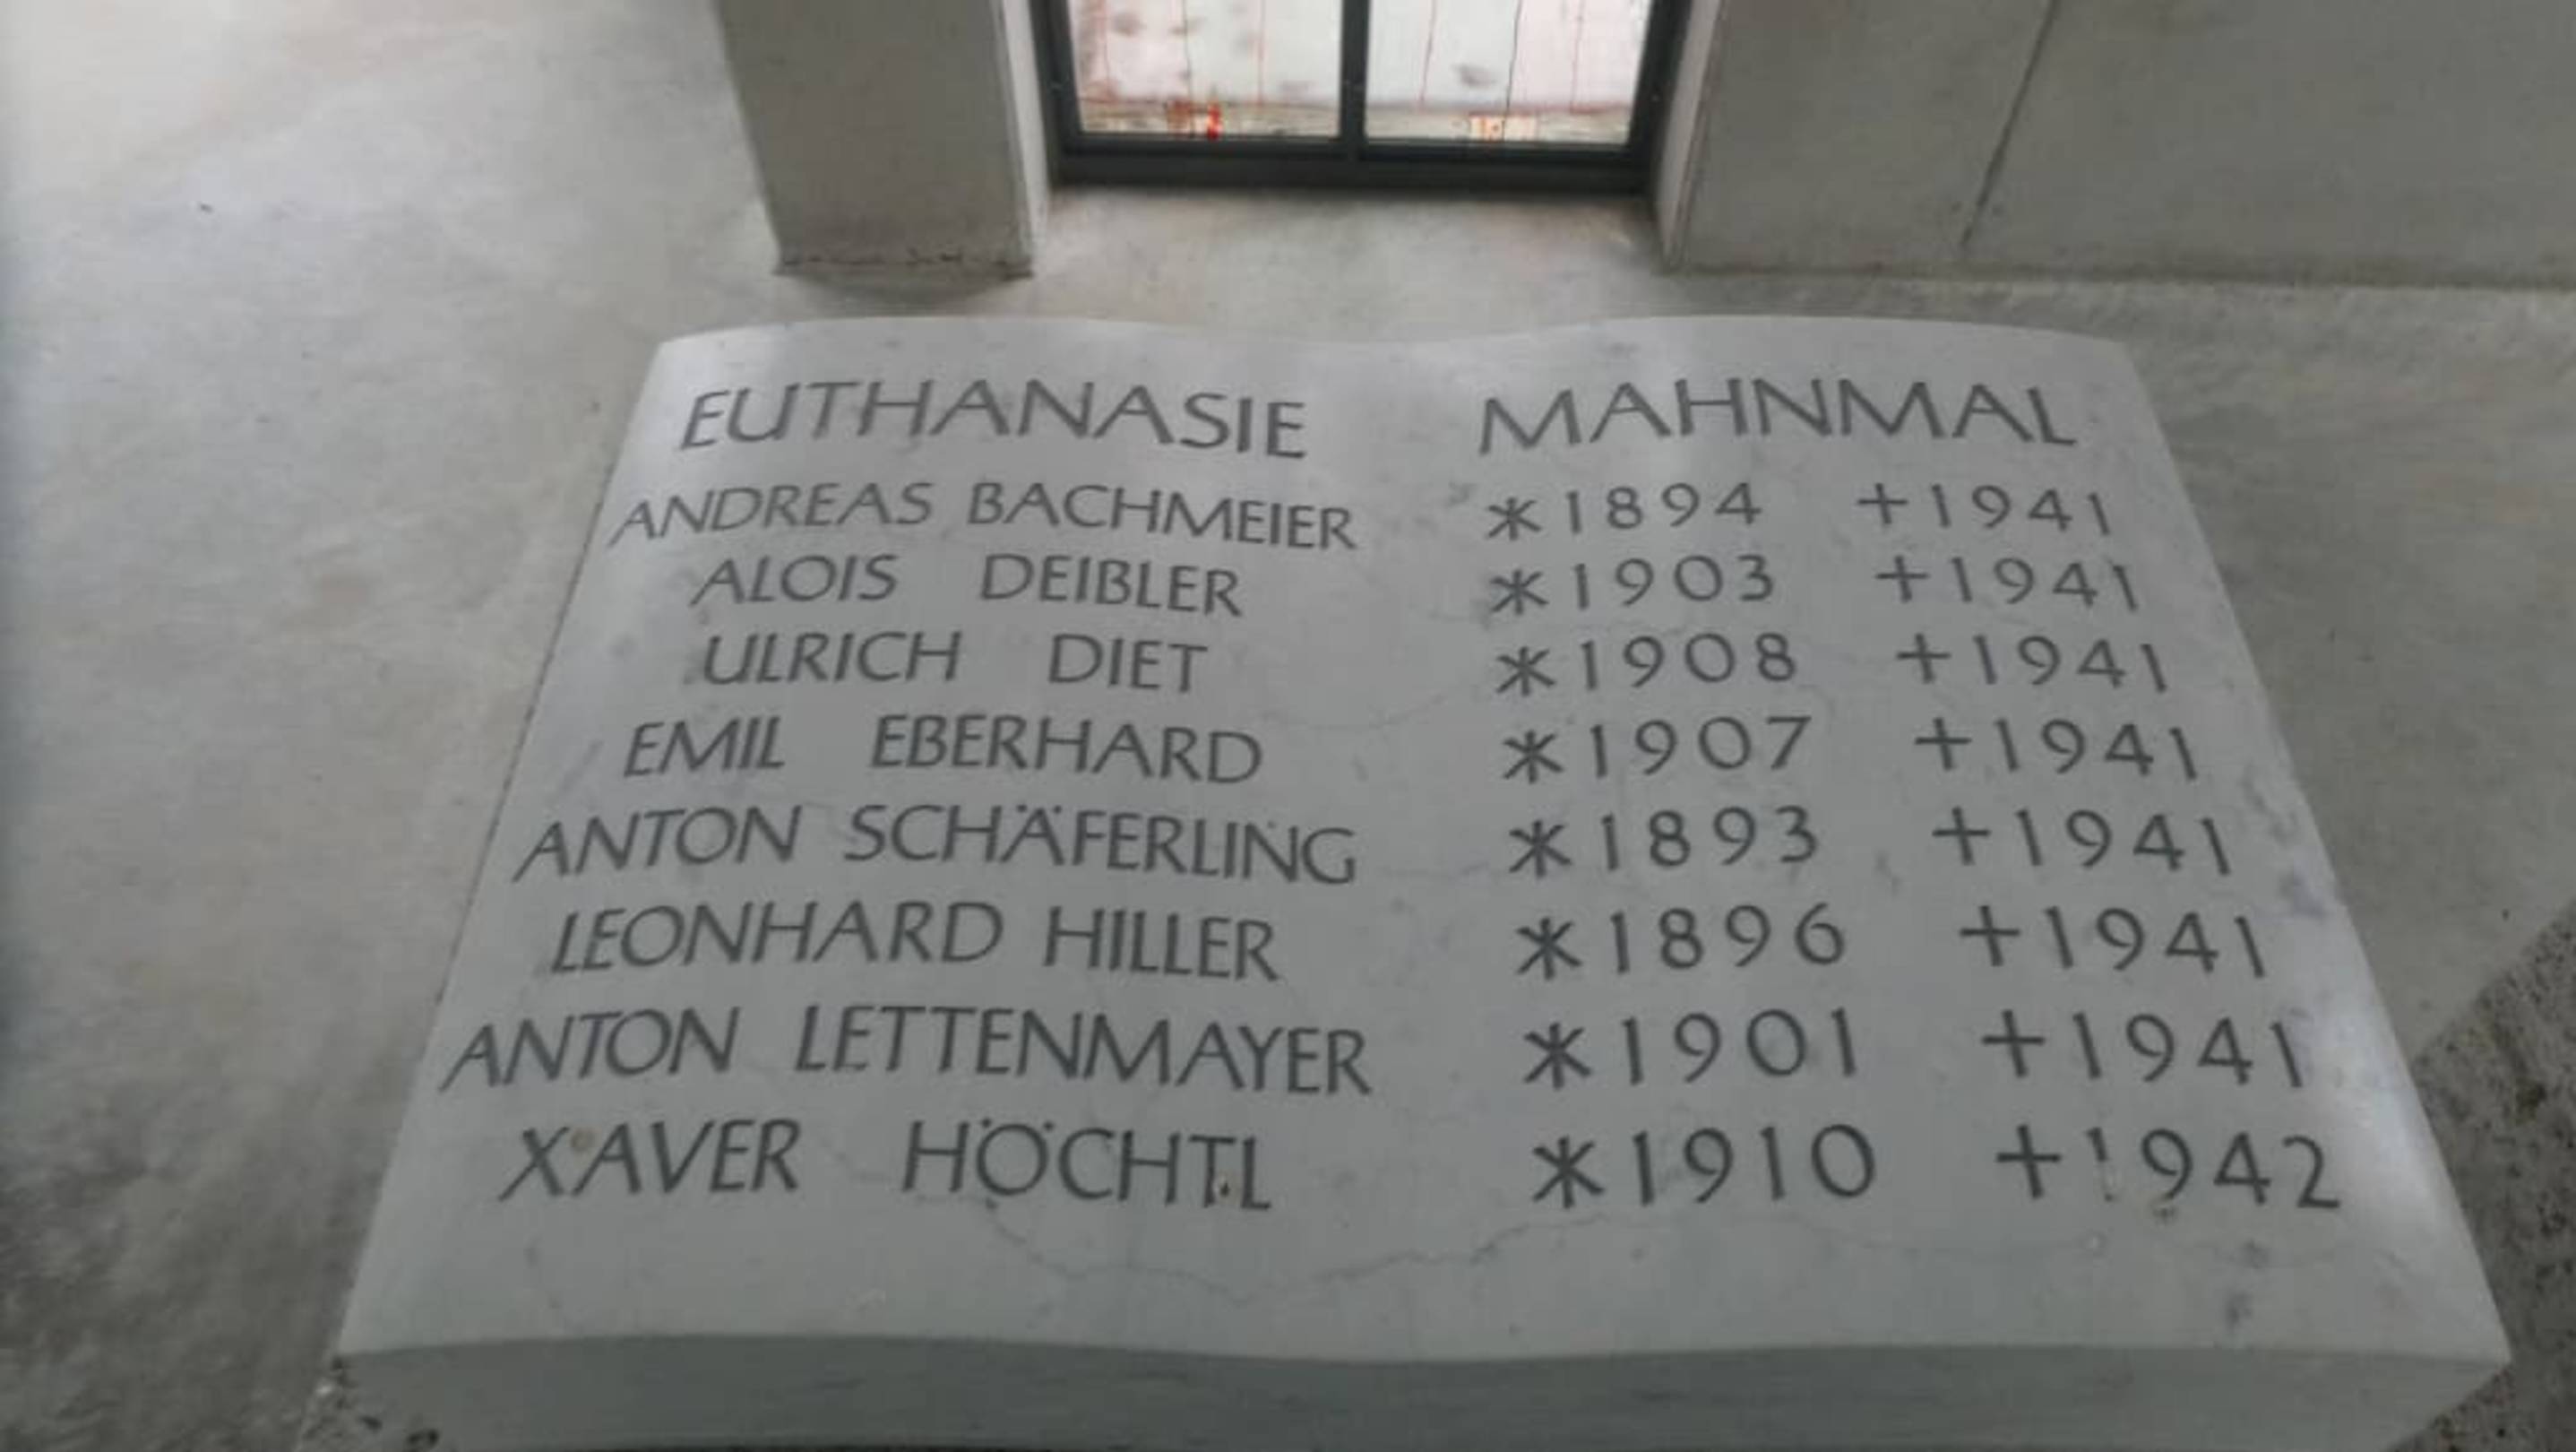 EUTHANASIE MAHNMAL
ANDREAS BACHMEIER *1894 +1941
ALOIS DEIBLER *1903 +1941
ULRICH DIET *1908 +1941
EMIL EBERHARD *1907 +1941
ANTON SCHÄFERLING *1893 +1941
LEONHARD HILLER *1896 +1941
ANTON LETTENMAYER *1901 +1941
XAVER HÖCHTL *1910 +1942